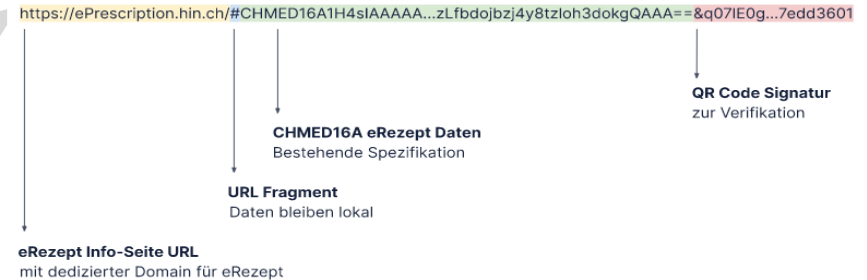 https://ePrescription.hin.ch/#CHMED16A1H4sIAAAAA...zLfbdojbzj4y8tzloh3dokgQAAA==&q07IE0g...7edd3601
QR Code Signatur
zur Verifikation
CHMED16A eRezept Daten
Bestehende Spezifikation
URL Fragment
Daten bleiben lokal
eRezept Info-Seite URL
mit dedizierter Domain für eRezept